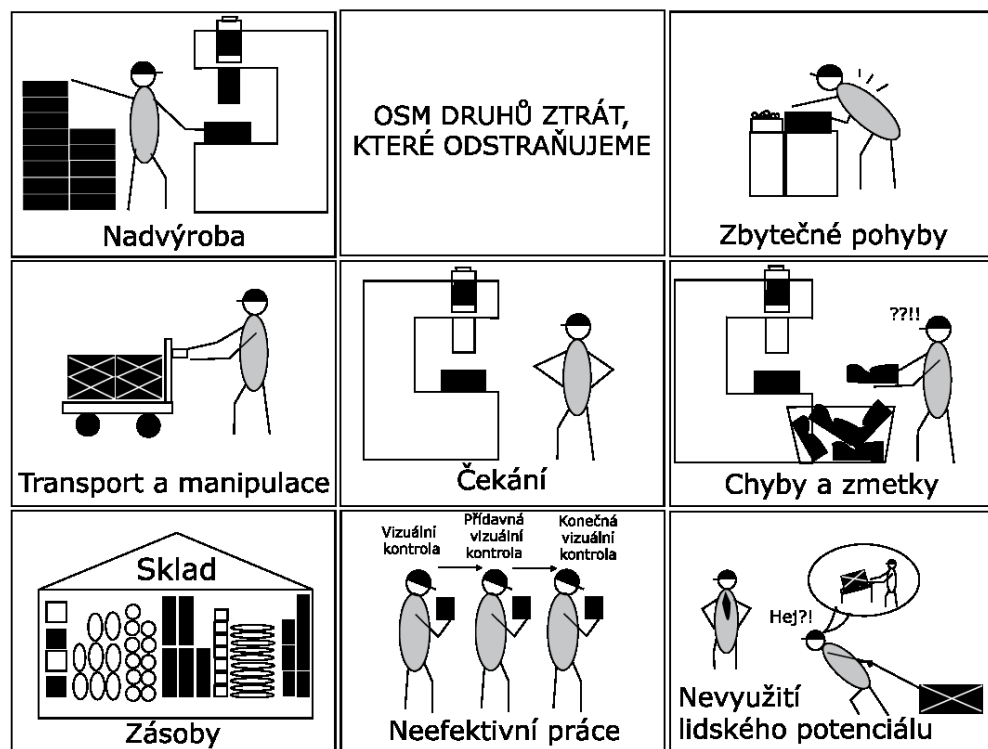 Nadvýroba
OSM DRUHŮ ZTRÁT,
KTERÉ ODSTRAŇUJEME
Zbytečné pohyby
Transport a manipulace
Čekání
??!!
Chyby a zmetky
Sklad
Zásoby
Vizuální
kontrola
Přídavná
vizuální
kontrola
Konečná
vizuální
kontrola
Neefektivní práce
Hej?!
Nevyužití
lidského potenciálu